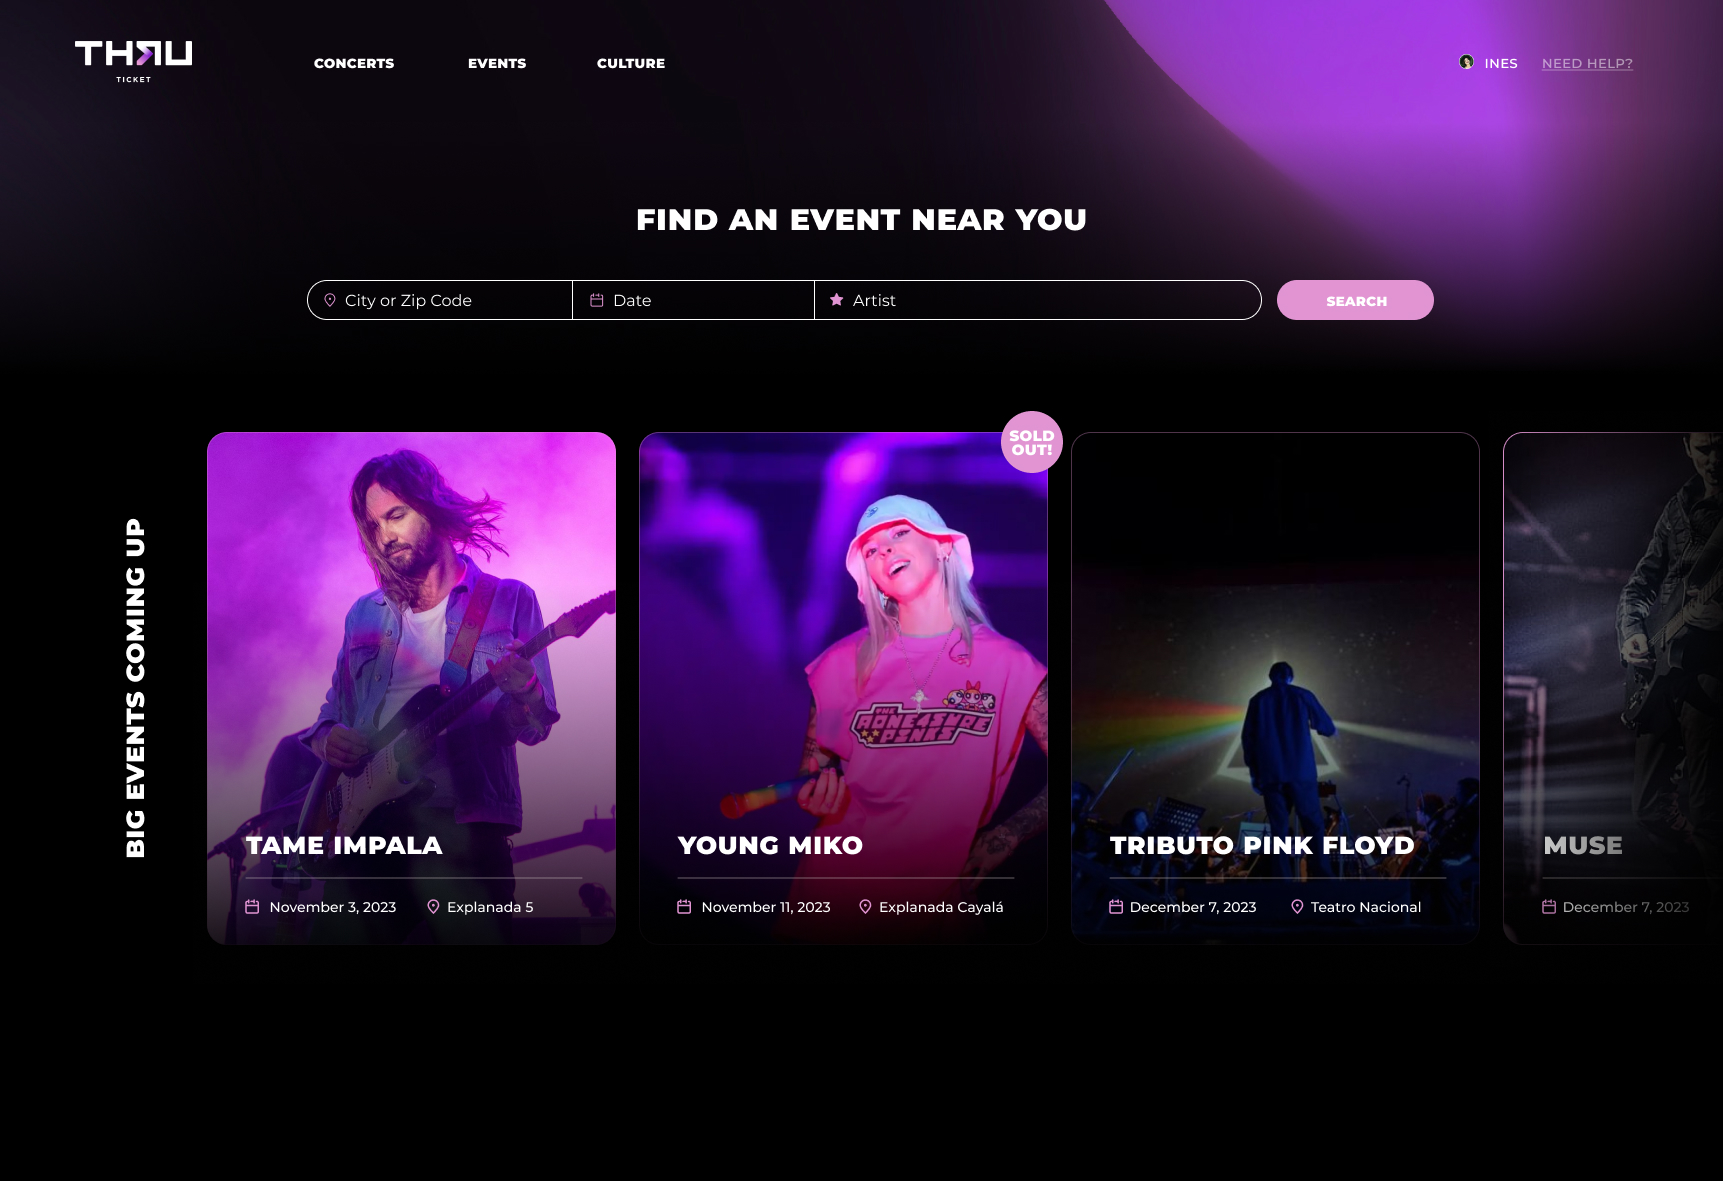 THRU
TICKET
CONCERTS
EVENTS
CULTURE
INES
NEED HELP?
FIND AN EVENT NEAR YOU
City or Zip Code
Date
Artist
SEARCH
BIG EVENTS COMING UP
TAME IMPALA
November 3, 2023
Explanada 5
SOLD
OUT!
YOUNG MIKO
November 11, 2023
Explanada Cayalá
TRIBUTO PINK FLOYD
December 7, 2023
Teatro Nacional
MUSE
December 7, 2023